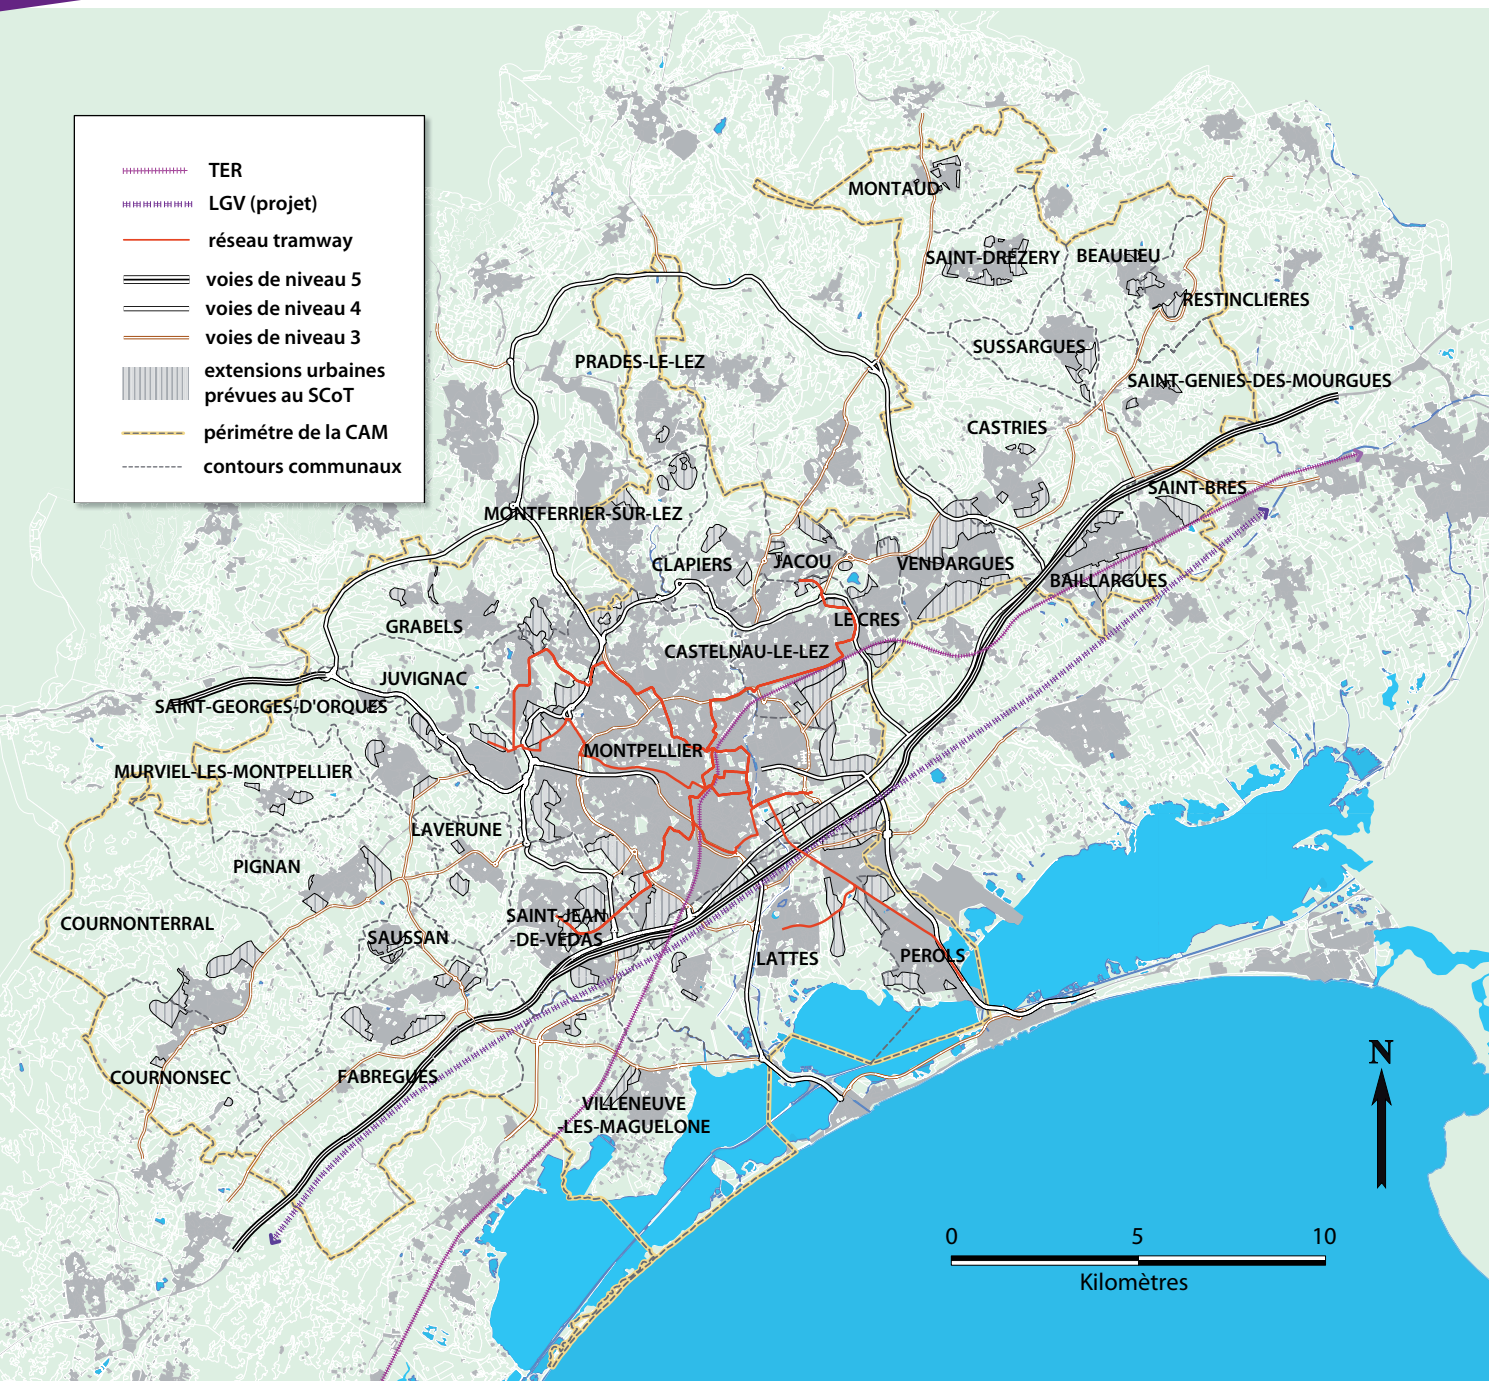 TER
LGV (projet)
réseau tramway
voies de niveau 5
voies de niveau 4
voies de niveau 3
extensions urbaines
prévues au SCoT
périmétre de la CAM
contours communaux
MONTAUD
SAINT-DREZERY
BEAULIEU
RESTINCLIERES
SUSSARGUES
PRADES-LE-LEZ
SAINT-GENIES-DES-MOURGUES
CASTRIES
SAINT-BRES
MONTFERRIER-SUR-LEZ
CLAPIERS
JACOU
VENDARGUES
BAILLARGUES
GRABELS
LE CRES
CASTELNAU-LE-LEZ
JUVIGNAC
SAINT-GEORGES-D'ORQUES
MONTPELLIER
MURVIEL-LES-MONTPELLIER
LAVERUNE
PIGNAN
COURNONTERRAL
SAINT-JEAN
-DE-VEDAS
SAUSSAN
LATTES
PEROLS
COURNONSEC
FABREGUES
VILLENEUVE
-LES-MAGUELONE
N
0 5 10
Kilomètres